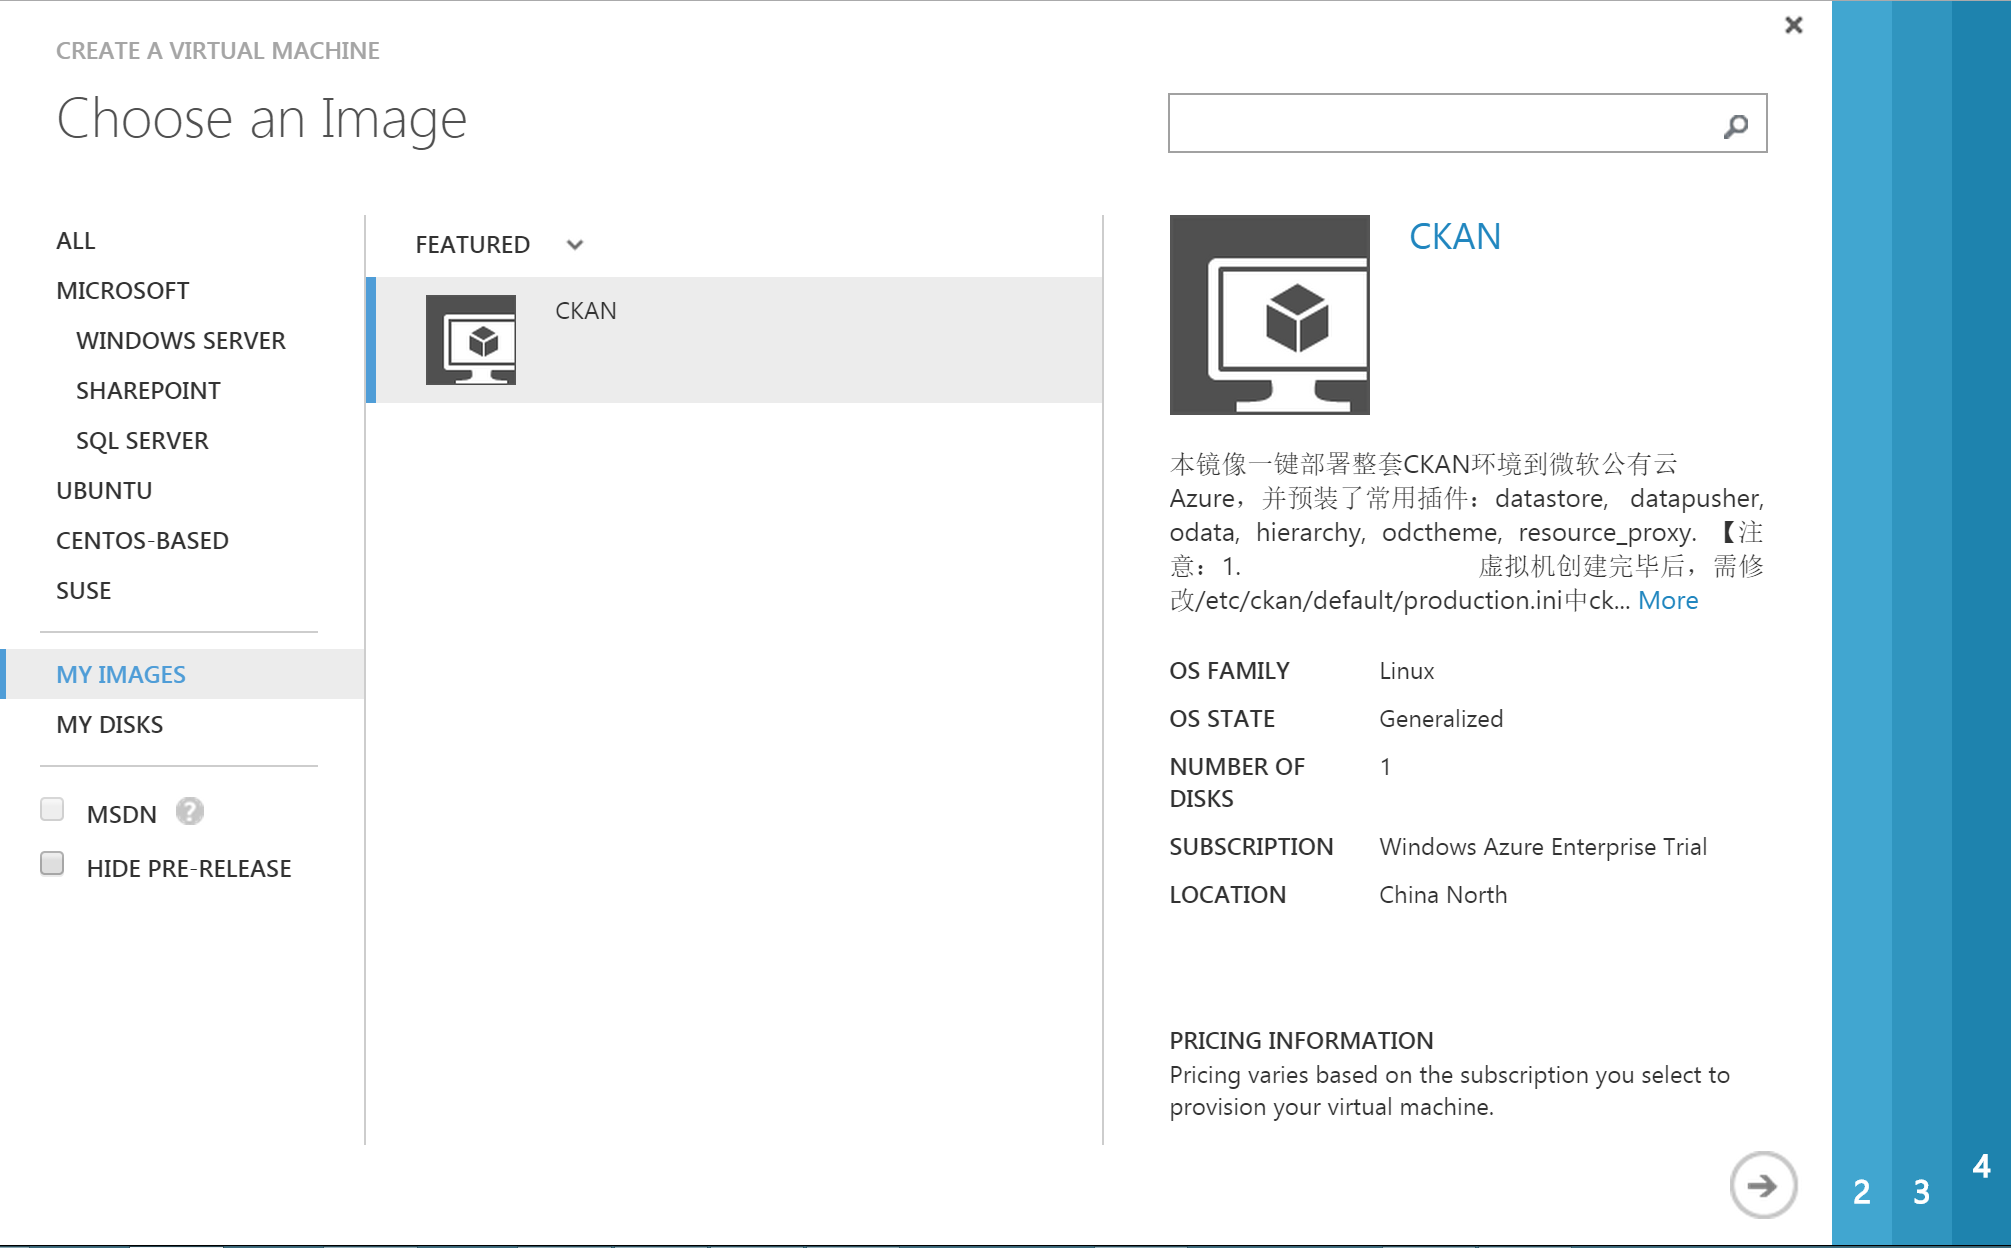 CREATE A VIRTUAL MACHINE
Choose an Image
ALL
MICROSOFT
WINDOWS SERVER
SHAREPOINT
SQL SERVER
UBUNTU
CENTOS-BASED
SUSE
MY IMAGES
MY DISKS
MSDN ?
HIDE PRE-RELEASE
FEATURED
CKAN
CKAN
本镜像一键部署整套CKAN环境到微软公有云
Azure，并预装了常用插件：datastore, datapusher,
odata, hierarchy, odctheme, resource_proxy. 【注
意：1. 虚拟机创建完毕后，需修
改/etc/ckan/default/production.ini中ck... More
OS FAMILY Linux
OS STATE Generalized
NUMBER OF 1
DISKS
SUBSCRIPTION Windows Azure Enterprise Trial
LOCATION China North
PRICING INFORMATION
Pricing varies based on the subscription you select to
provision your virtual machine.
2 3 4